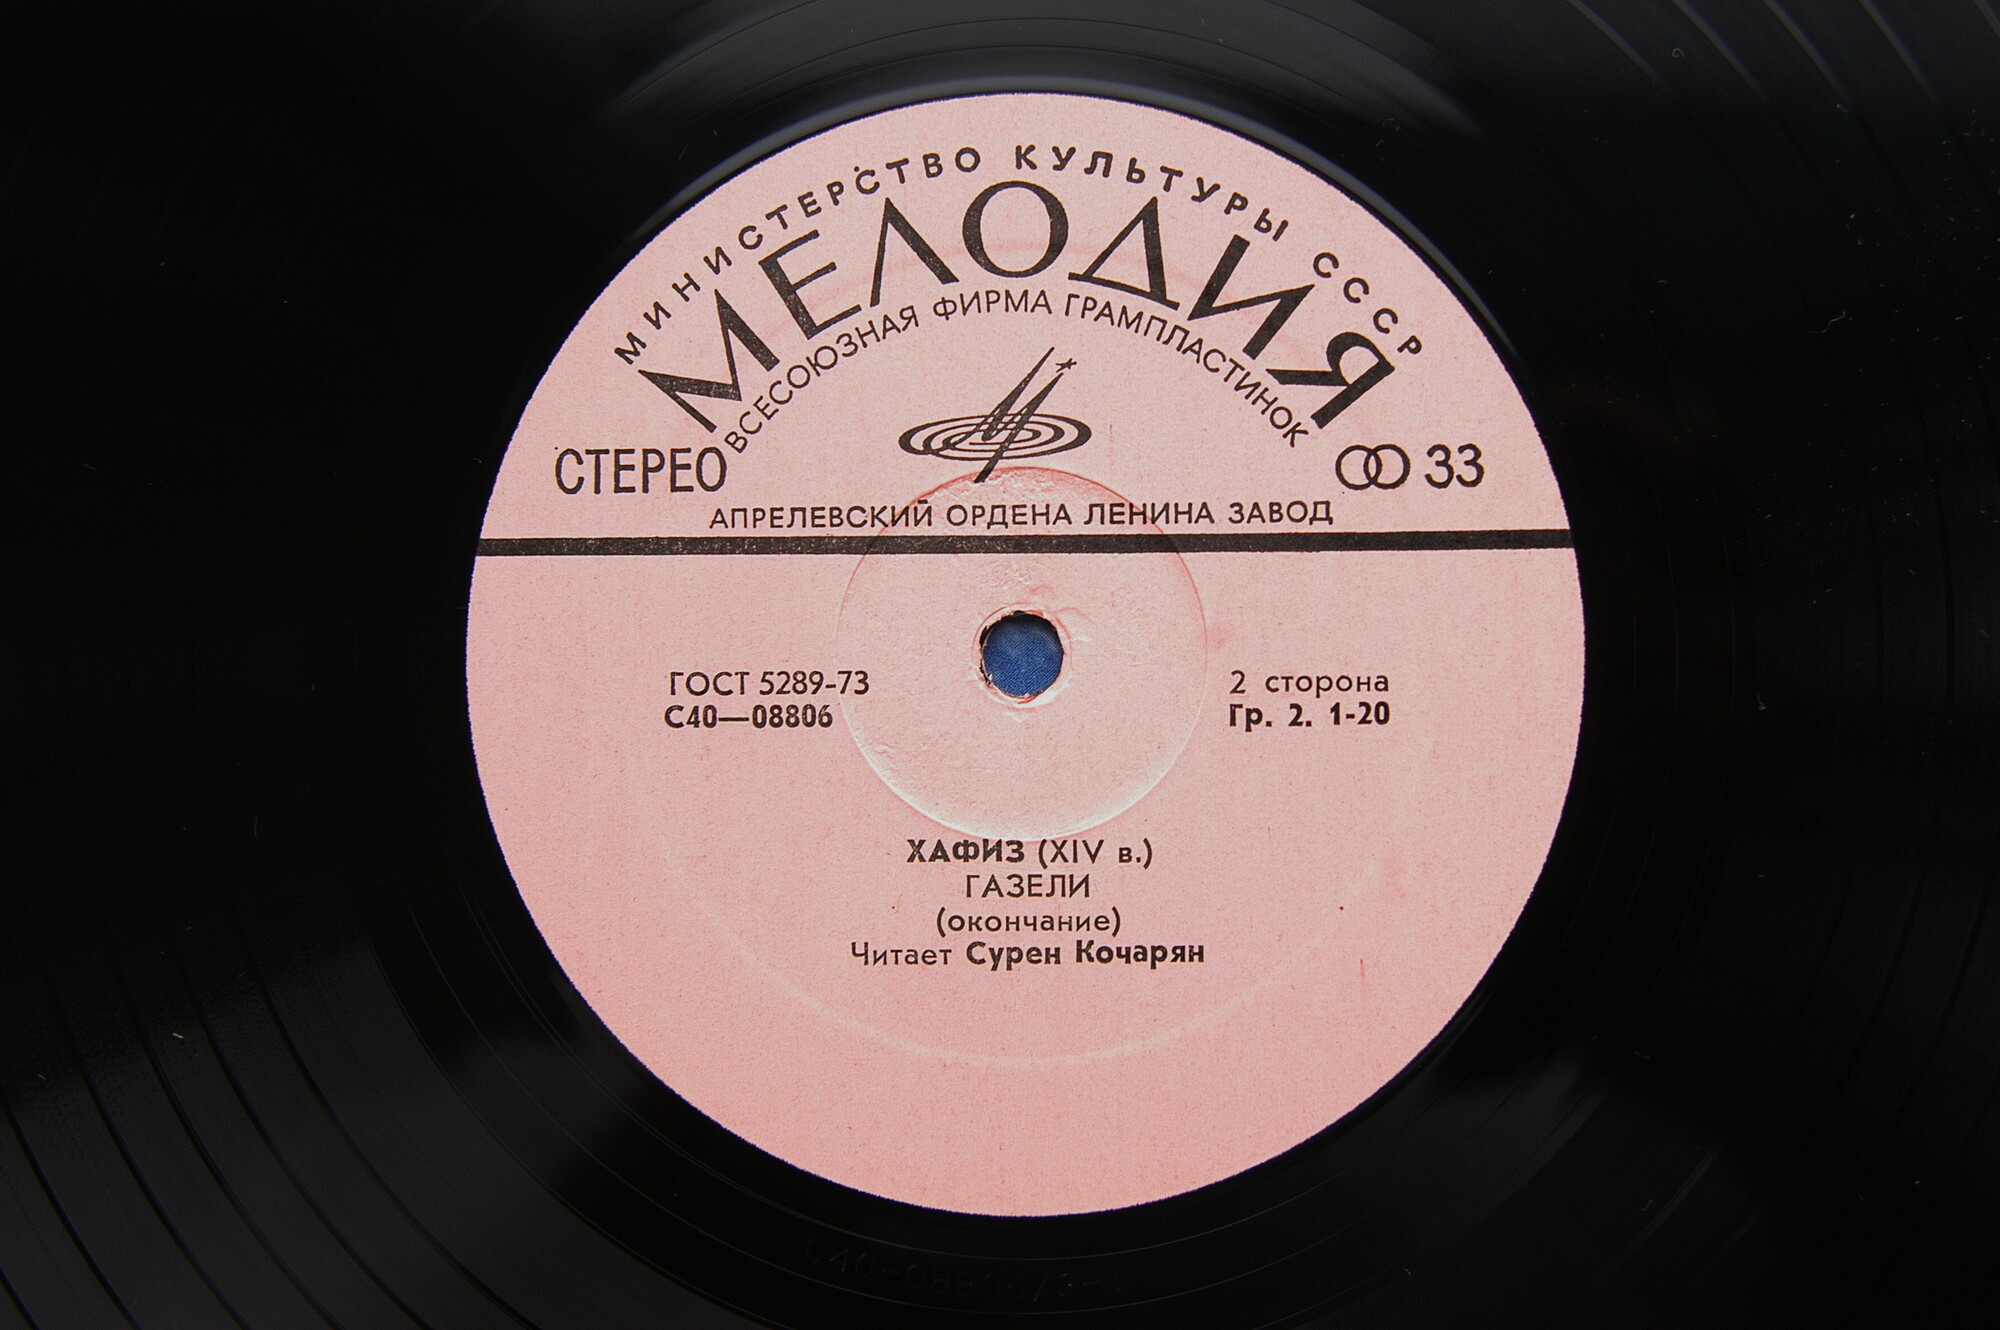 МИНИСТЕРСТВО КУЛЬТУРЫ СССР
МЕЛОДИЯ
ВСЕСОЮЗНАЯ ФИРМА ГРАМПЛАСТИНОК
СТЕРЕО
33
АПРЕЛЕВСКИЙ ОРДЕНА ЛЕНИНА ЗАВОД
ГОСТ 5289-73
С40—08806
2 сторона
Гр. 2. 1-20
ХАФИЗ (XIV в.)
ГАЗЕЛИ
(окончание)
Читает Сурен Кочарян